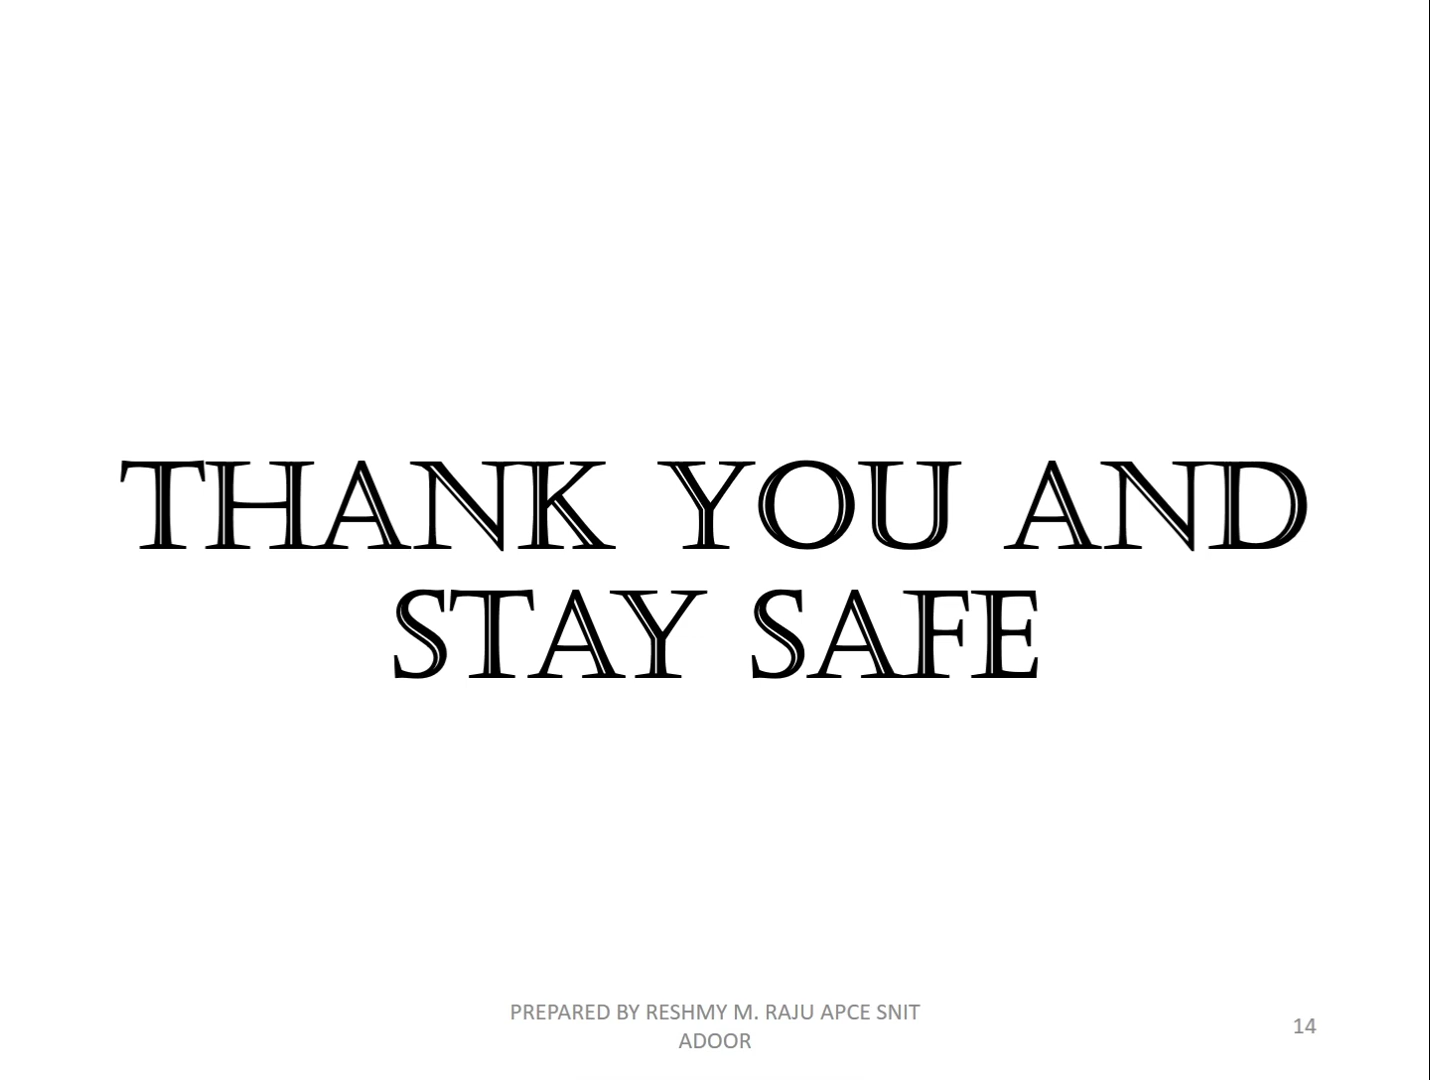 THANK YOU AND
STAY SAFE
PREPARED BY RESHMY M. RAJU APCE SNIT
ADOOR
14